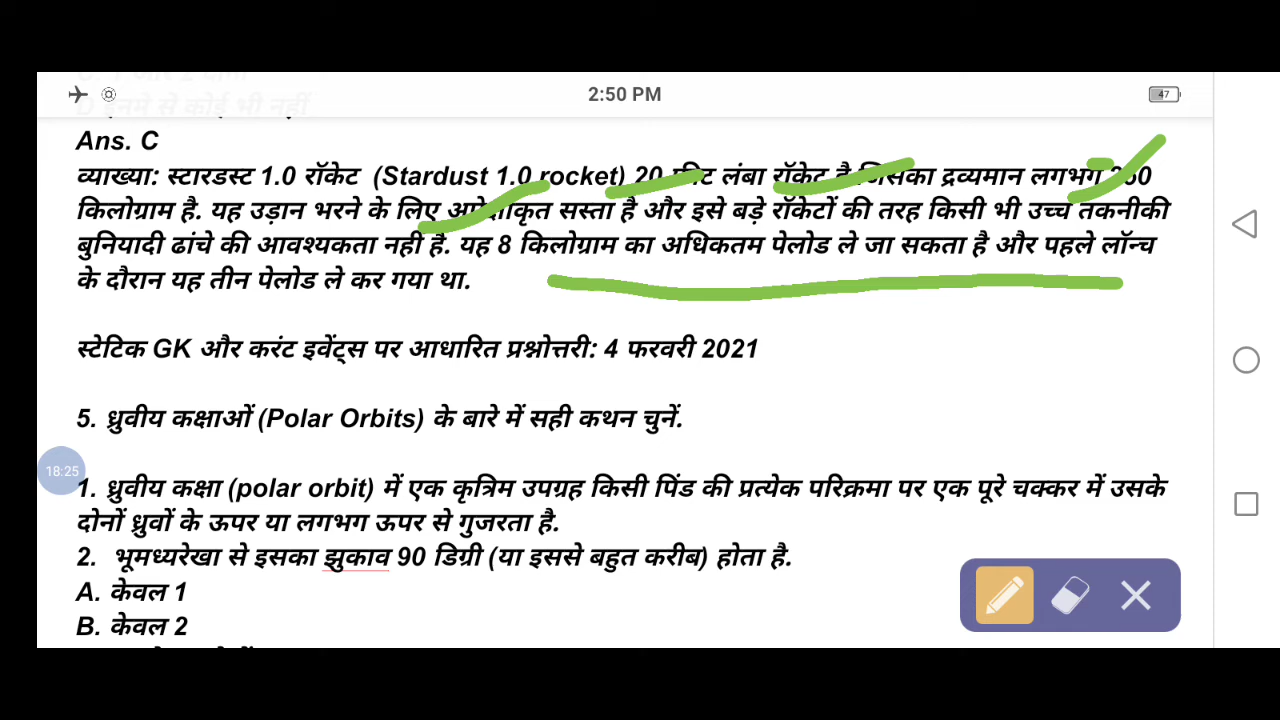 D इनमें से कोई भी नहीं
2:50 PM
47
Ans. C
व्याख्या: स्टारडस्ट 1.0 रॉकेट (Stardust 1.0 rocket) 20 फीट लंबा रॉकेट है जिसका द्रव्यमान लगभग
किलोग्राम है. यह उड़ान भरने के लिए अपेक्षाकृत सस्ता है और इसे बड़े रॉकेटों की तरह किसी भी उच्च तकनीकी
बुनियादी ढांचे की आवश्यकता नही है. यह 8 किलोग्राम का अधिकतम पेलोड ले जा सकता है और पहले लॉन्च
के दौरान यह तीन पेलोड ले कर गया था.
स्टेटिक GK और करंट इवेंट्स पर आधारित प्रश्नोत्तरी: 4 फरवरी 2021
5. ध्रुवीय कक्षाओं (Polar Orbits) के बारे में सही कथन चुनें.
18:25
1. ध्रुवीय कक्षा (polar orbit) में एक कृत्रिम उपग्रह किसी पिंड की प्रत्येक परिक्रमा पर एक पूरे चक्कर में उसके
दोनों ध्रुवों के ऊपर या लगभग ऊपर से गुजरता है.
2. भूमध्यरेखा से इसका झुकाव 90 डिग्री (या इससे बहुत करीब) होता है.
A. केवल 1
B. केवल 2